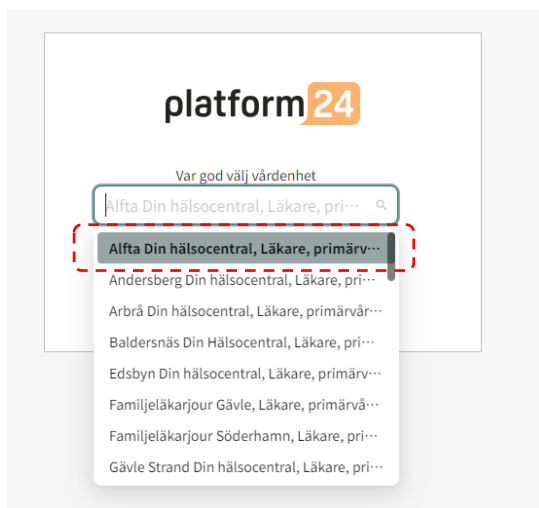 platform24
Var god välj vårdenhet
Alfta Din hälsocentral, Läkare, pri···
Alfta Din hälsocentral, Läkare, primärv···
Andersberg Din hälsocentral, Läkare, pri···
Arbrå Din hälsocentral, Läkare, primärvår···
Baldersnäs Din Hälsocentral, Läkare, pri···
Edsbyn Din hälsocentral, Läkare, primärv···
Familjeläkarjour Gävle, Läkare, primärvå···
Familjeläkarjour Söderhamn, Läkare, pri···
Gävle Strand Din hälsocentral, Läkare, pri···